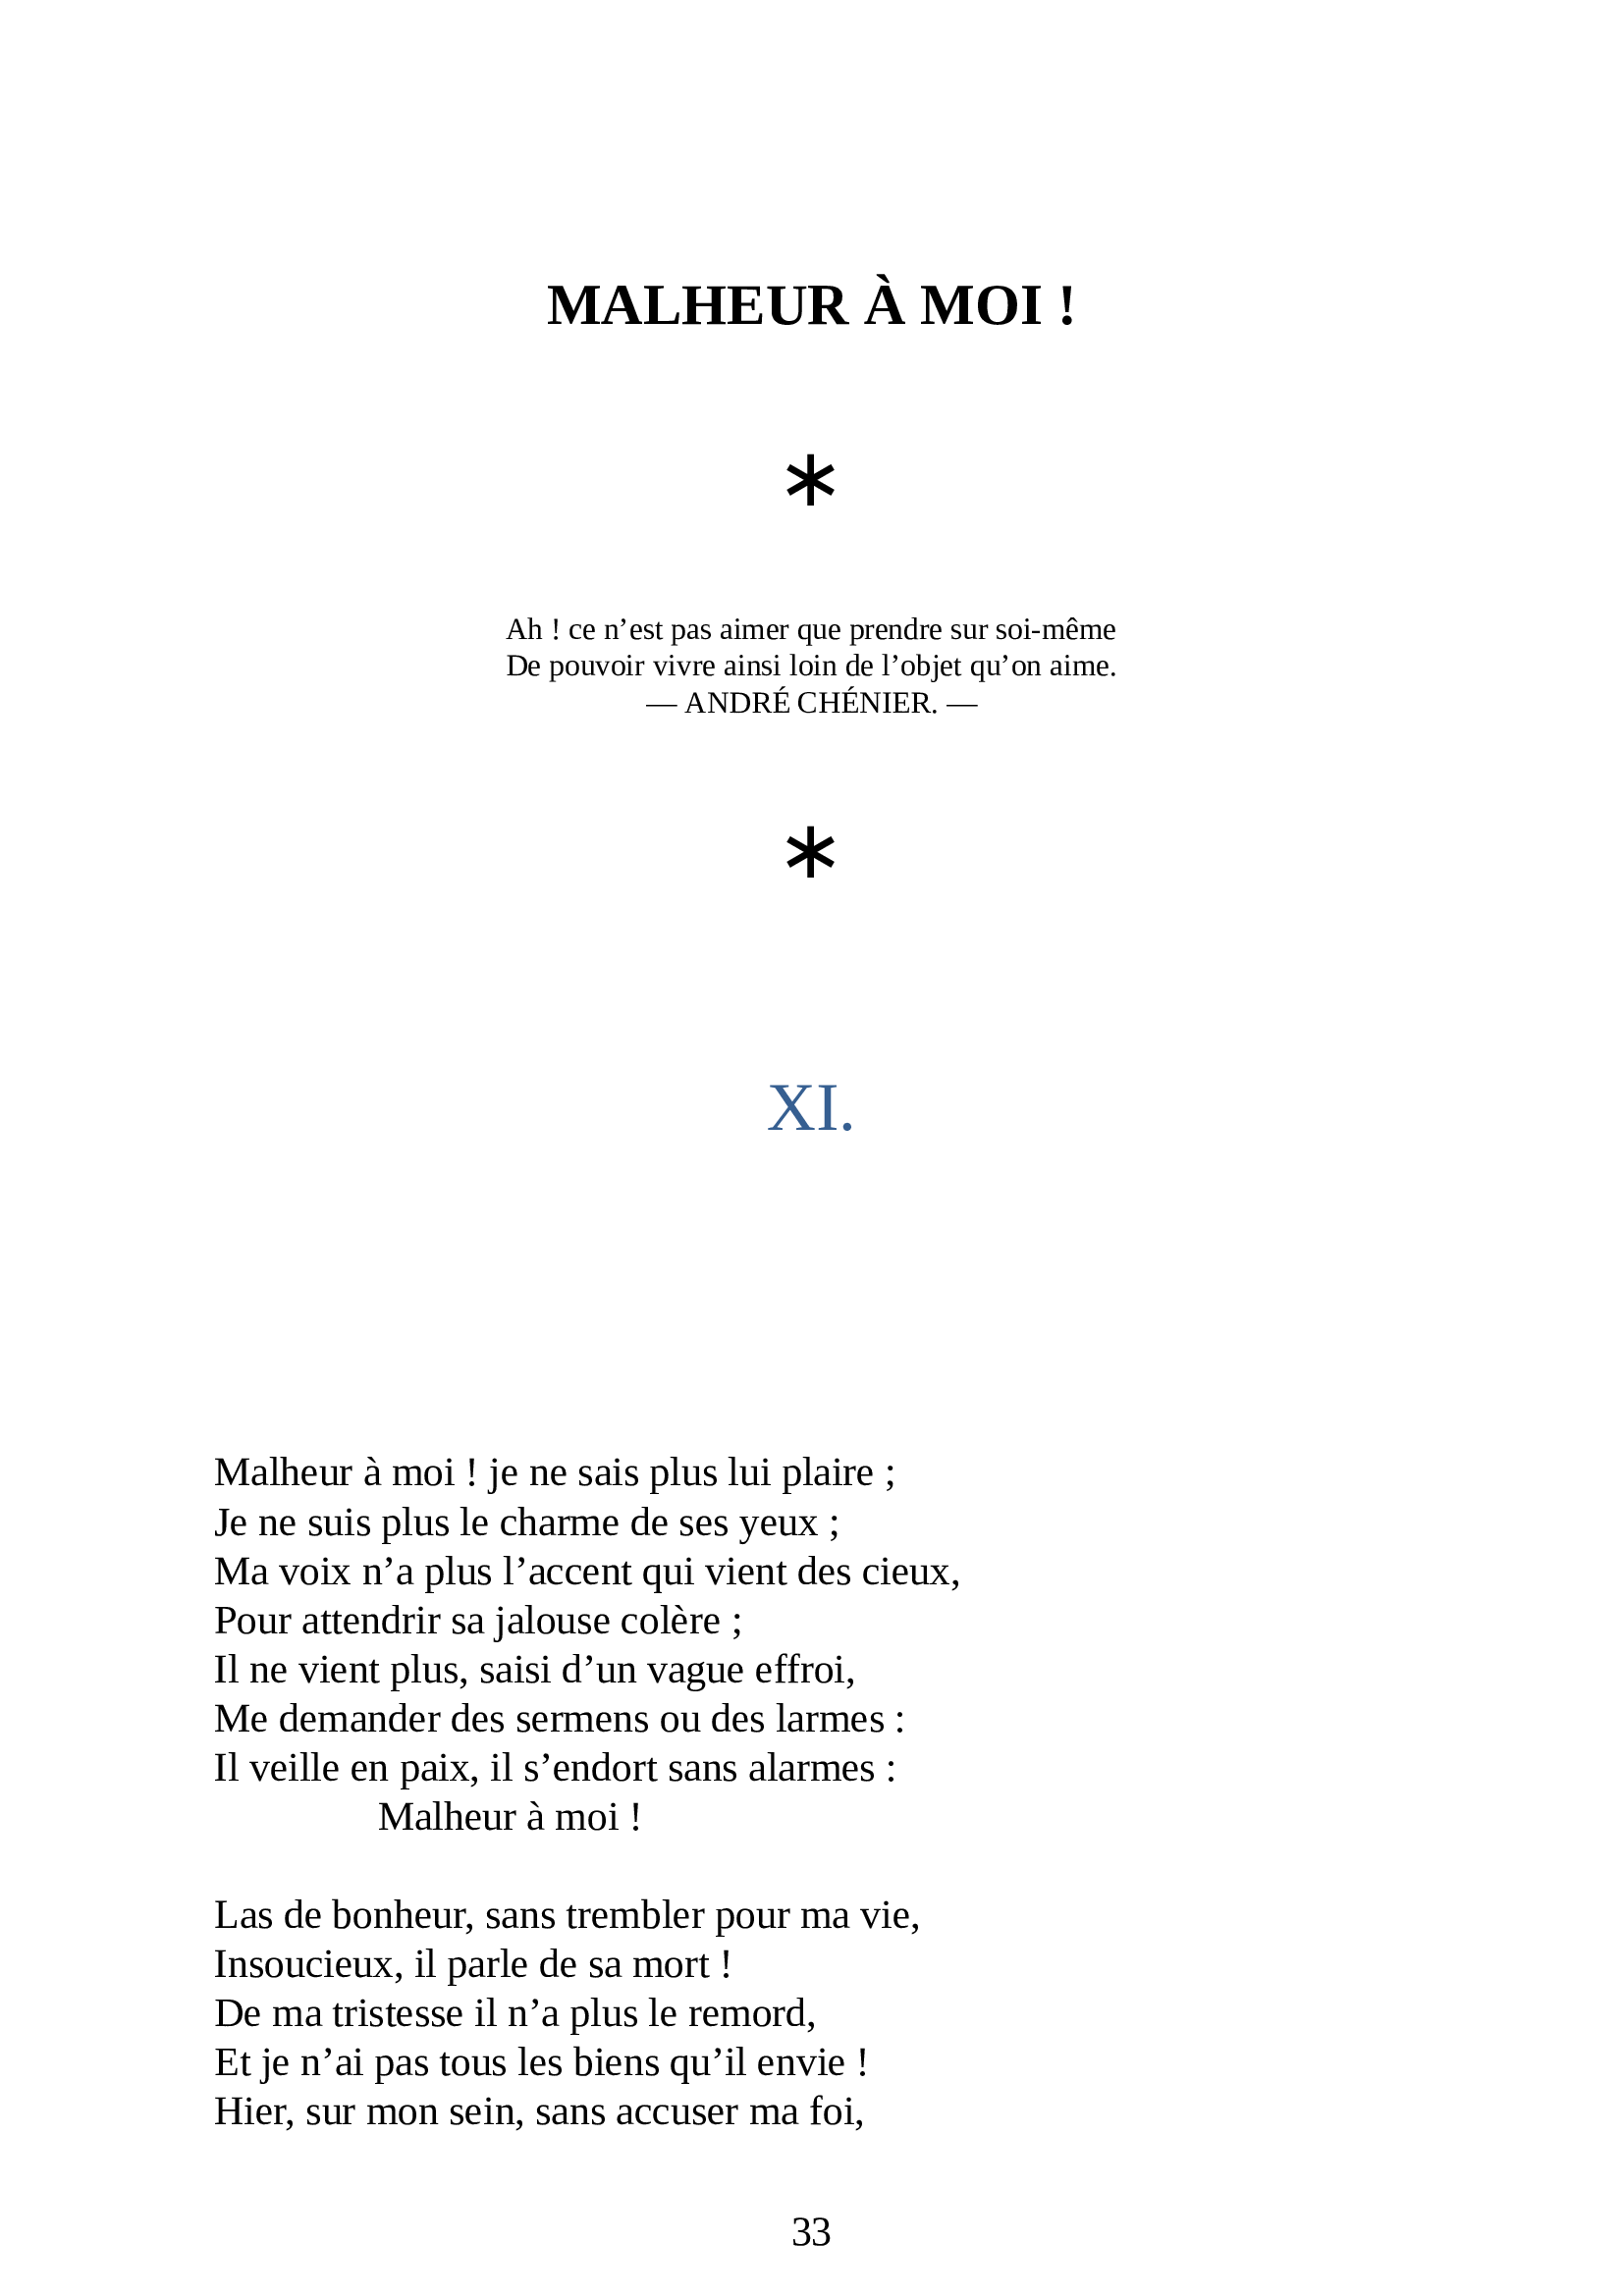 MALHEUR À MOI !
*
Ah ! ce n’est pas aimer que prendre sur soi-même
De pouvoir vivre ainsi loin de l’objet qu’on aime.
— ANDRÉ CHÉNIER. —
*
XI.
Malheur à moi ! je ne sais plus lui plaire ;
Je ne suis plus le charme de ses yeux ;
Ma voix n’a plus l’accent qui vient des cieux,
Pour attendrir sa jalouse colère ;
Il ne vient plus, saisi d’un vague effroi,
Me demander des sermens ou des larmes :
Il veille en paix, il s’endort sans alarmes :
Malheur à moi !
Las de bonheur, sans trembler pour ma vie,
Insoucieux, il parle de sa mort !
De ma tristesse il n’a plus le remord,
Et je n’ai pas tous les biens qu’il envie !
Hier, sur mon sein, sans accuser ma foi,
33